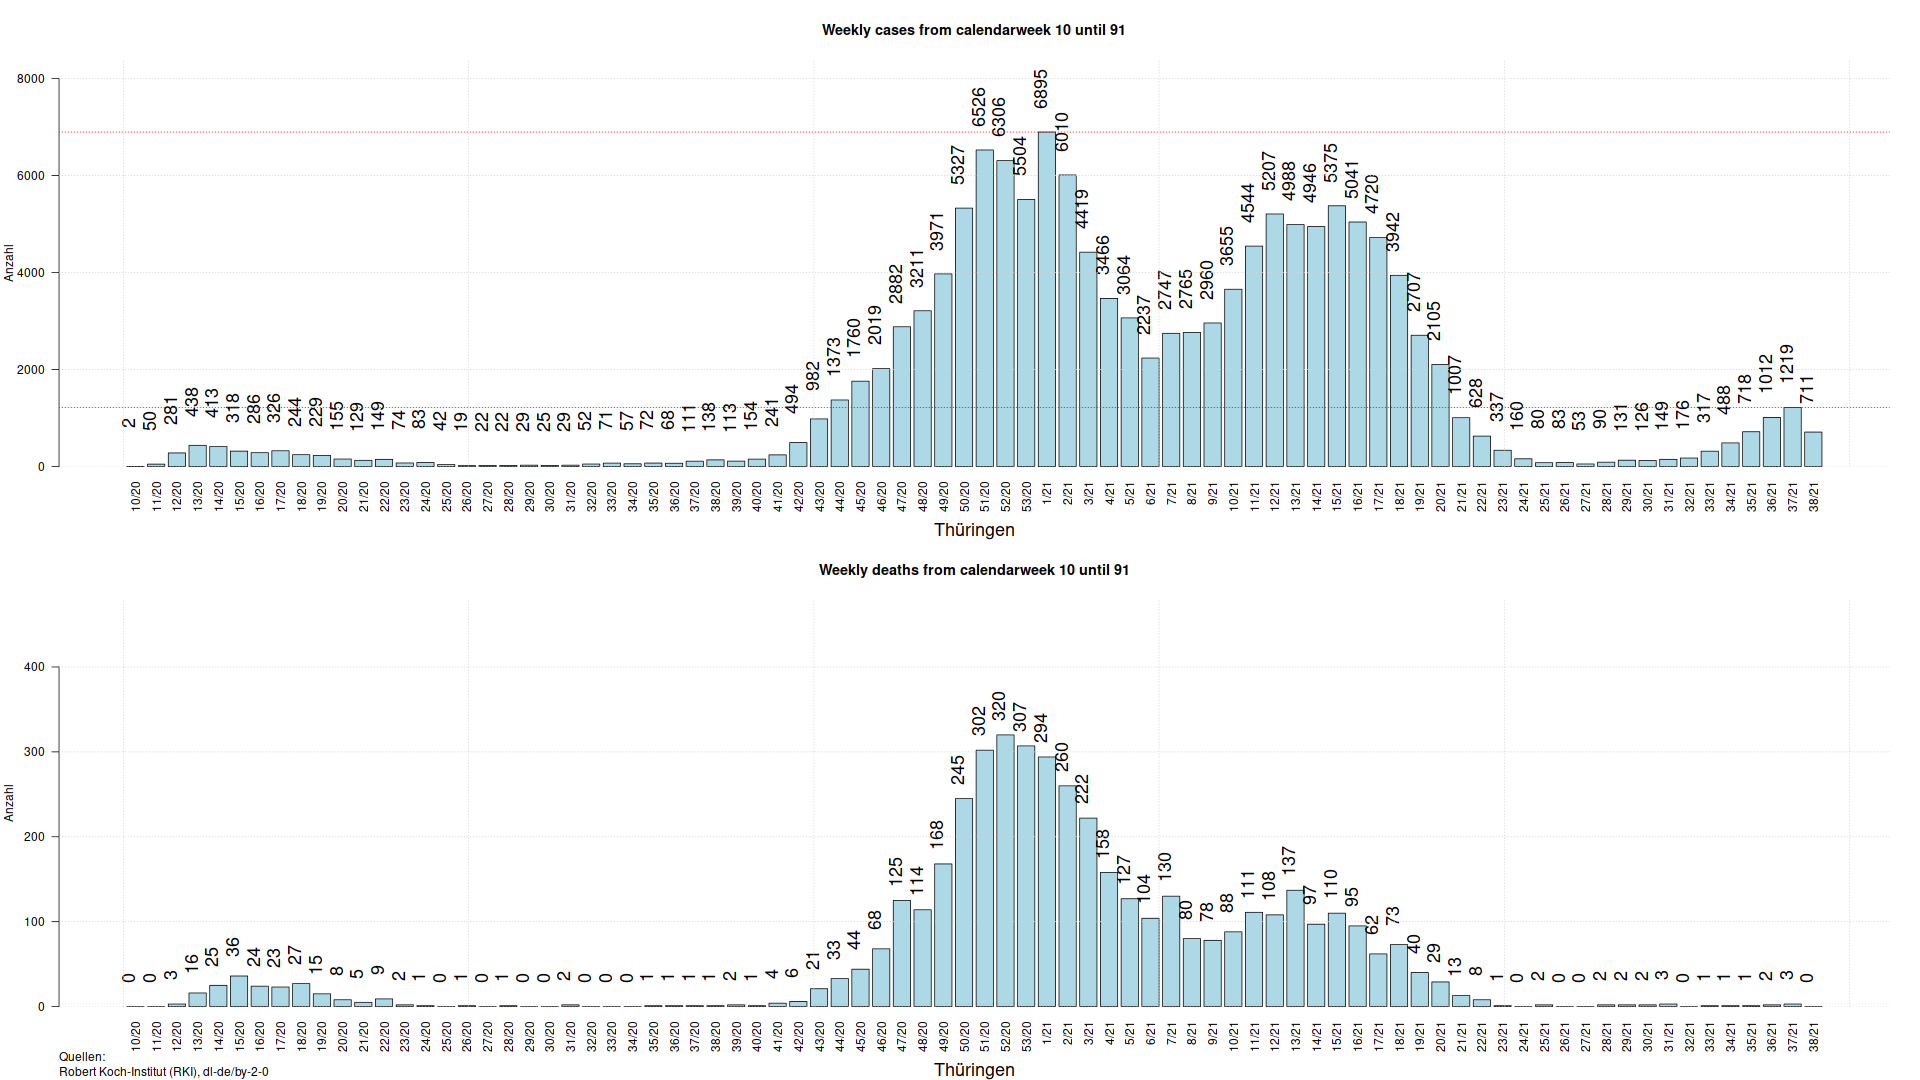 Weekly cases from calendarweek 10 until 91
Anzahl
8000
6000
4000
2000
0
2 50 281 438 413 318 286 326 244 229 155 129 149 74 83 42 19 22 22 29 25 29 52 71 57 72 68 111 138 113 154 241 494 982 1373 1760 2019 2882 3211 3971 5327 6526 6306 5504 6895 6010 4419 3466 3064 2237 2747 2765 2960 3655 4544 5207 4988 4946 5375 5041 4720 3942 2707 2105 1007 628 337 160 80 83 53 90 131 126 149 176 317 488 718 1012 1219 711
10/20 11/20 12/20 13/20 14/20 15/20 16/20 17/20 18/20 19/20 20/20 21/20 22/20 23/20 24/20 25/20 26/20 27/20 28/20 29/20 30/20 31/20 32/20 33/20 34/20 35/20 36/20 37/20 38/20 39/20 40/20 41/20 42/20 43/20 44/20 45/20 46/20 47/20 48/20 49/20 50/20 51/20 52/20 53/20 1/21 2/21 3/21 4/21 5/21 6/21 7/21 8/21 9/21 10/21 11/21 12/21 13/21 14/21 15/21 16/21 17/21 18/21 19/21 20/21 21/21 22/21 23/21 24/21 25/21 26/21 27/21 28/21 29/21 30/21 31/21 32/21 33/21 34/21 35/21 36/21 37/21 38/21
Thüringen
Weekly deaths from calendarweek 10 until 91
Anzahl
400
300
200
100
0
0 0 3 16 25 36 24 23 27 15 8 5 9 2 1 0 1 0 1 0 0 2 0 0 0 1 1 1 1 2 1 4 6 21 33 44 68 125 114 168 245 302 320 307 294 260 222 158 127 104 130 80 78 88 111 108 137 97 110 95 62 73 40 29 13 8 1 0 2 0 0 2 2 2 3 0 1 1 1 2 3 0
10/20 11/20 12/20 13/20 14/20 15/20 16/20 17/20 18/20 19/20 20/20 21/20 22/20 23/20 24/20 25/20 26/20 27/20 28/20 29/20 30/20 31/20 32/20 33/20 34/20 35/20 36/20 37/20 38/20 39/20 40/20 41/20 42/20 43/20 44/20 45/20 46/20 47/20 48/20 49/20 50/20 51/20 52/20 53/20 1/21 2/21 3/21 4/21 5/21 6/21 7/21 8/21 9/21 10/21 11/21 12/21 13/21 14/21 15/21 16/21 17/21 18/21 19/21 20/21 21/21 22/21 23/21 24/21 25/21 26/21 27/21 28/21 29/21 30/21 31/21 32/21 33/21 34/21 35/21 36/21 37/21 38/21
Thüringen
Quellen:
Robert Koch-Institut (RKI), dl-de/by-2-0